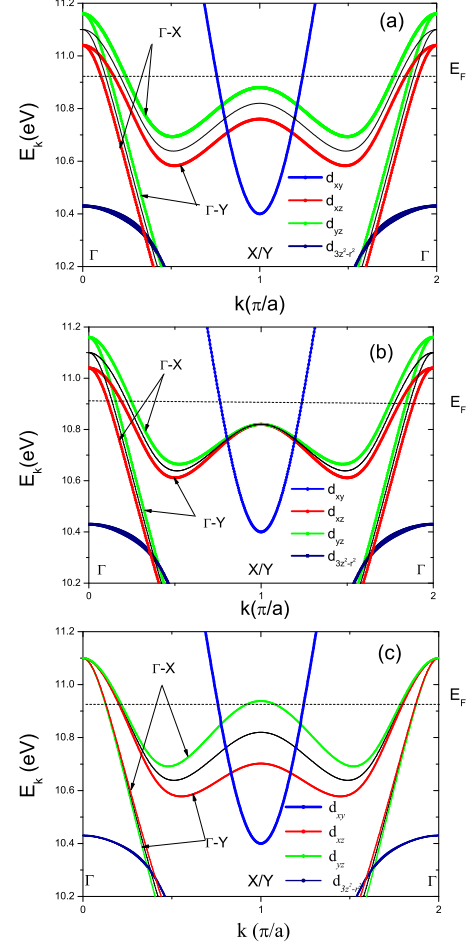 (a)
11.2
11.0
10.8
10.6
10.4
10.2
E_k(eV)
E_F
Γ-X
Γ-Y
d_xy
d_xz
d_yz
d_3z²-r²
Γ
X/Y
Γ
0
1
2
k(π/a)
(b)
11.2
11.0
10.8
10.6
10.4
10.2
E_k(eV)
E_F
Γ-X
Γ-Y
d_xy
d_xz
d_yz
d_3z²-r²
Γ
X/Y
Γ
0
1
2
k(π/a)
(c)
11.2
11.0
10.8
10.6
10.4
10.2
E_k (eV)
E_F
Γ-X
Γ-Y
d_xy
d_xz
d_yz
d_3z²-r²
Γ
X/Y
Γ
0
1
2
k (π/a)